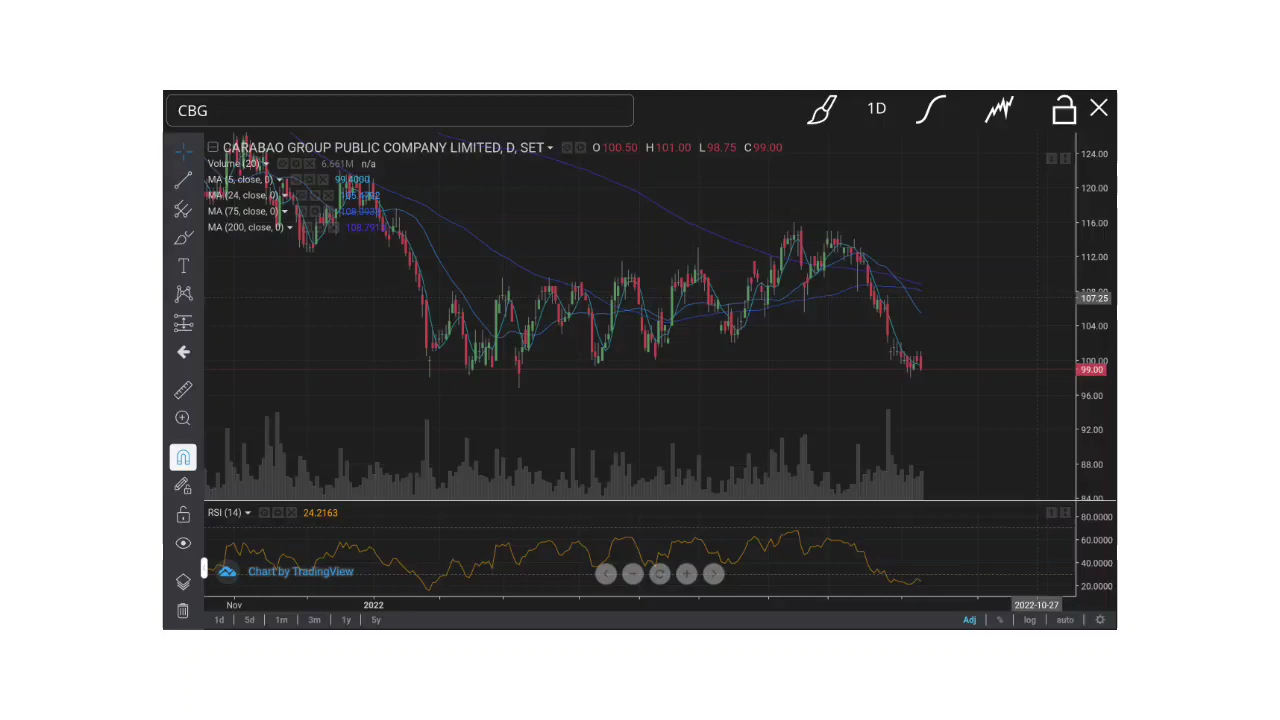 CBG
1D
CARABAO GROUP PUBLIC COMPANY LIMITED, D, SET O 100.50 H 101.00 L 98.75 C 99.00
Volume (20) 6.661M n/a
MA (5, close, 0) 99.4000
MA (24, close, 0)
MA (75, close, 0)
MA (200, close, 0)
124.00
120.00
116.00
112.00
108.00
107.25
104.00
100.00
99.00
96.00
92.00
88.00
84.00
RSI (14) 24.2163
80.0000
60.0000
40.0000
20.0000
Chart by TradingView
Nov 2022 2022-10-27
1d 5d 1m 3m 1y 5y Adj % log auto